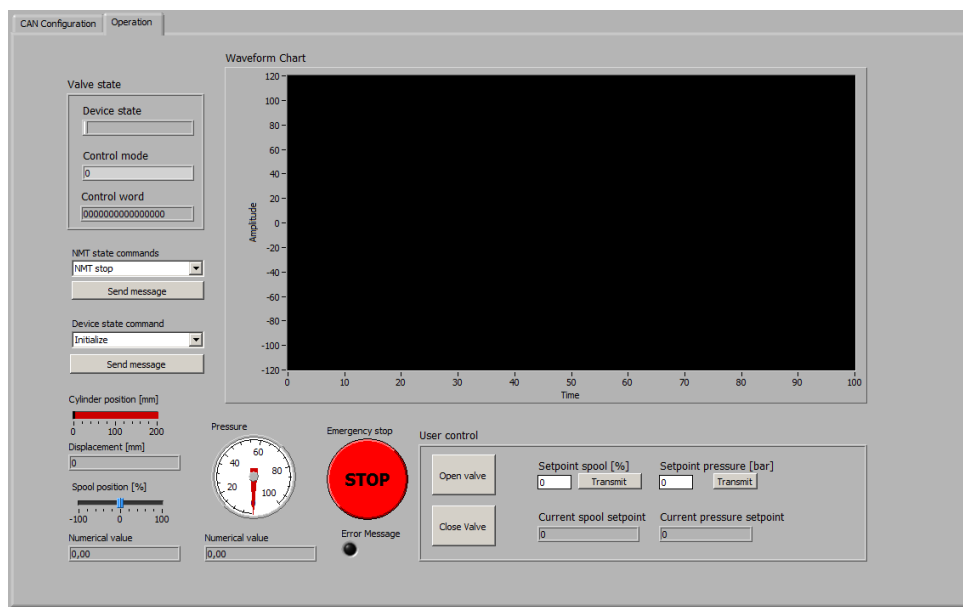 CAN Configuration Operation
Waveform Chart
120
100
80
60
40
20
0
-20
-40
-60
-80
-100
-120
Amplitude
0 10 20 30 40 50 60 70 80 90 100
Time
Valve state
Device state
Control mode
0
Control word
0000000000000000
NMT state commands
NMT stop
Send message
Device state command
Initialize
Send message
Cylinder position [mm]
0 100 200
Displacement [mm]
0
Spool position [%]
-100 0 100
Numerical value
0,00
Pressure
20 40 60 80 100
Numerical value
0,00
Emergency stop
STOP
Error Message
User control
Open valve
Close Valve
Setpoint spool [%] Setpoint pressure [bar]
0 Transmit 0 Transmit
Current spool setpoint Current pressure setpoint
0 0